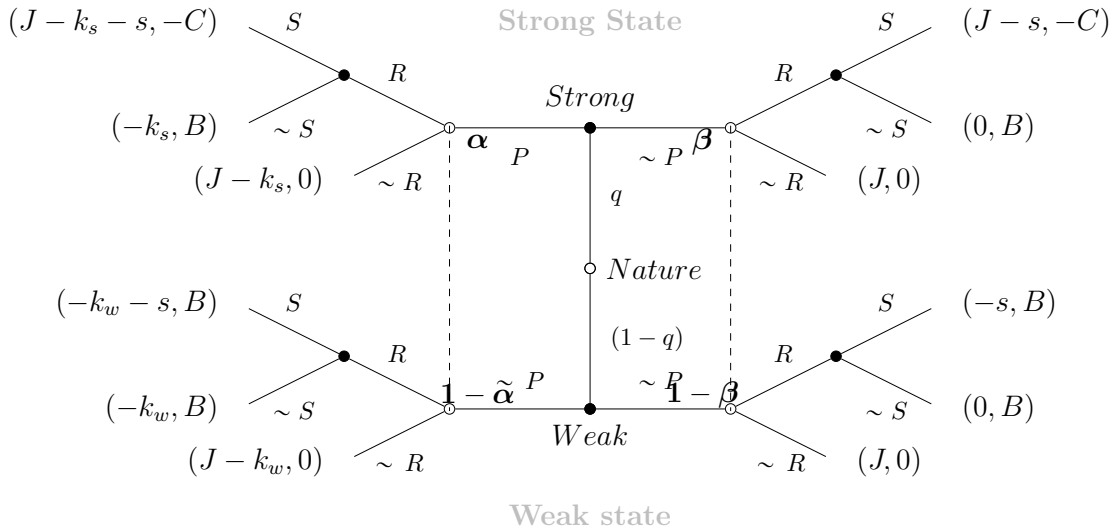 Strong State
(J − k_s − s, −C)
S
R
(−k_s, B)
∼ S
(J − k_s, 0)
∼ R
α
P
Strong
∼ P
β
R
S
(J − s, −C)
∼ S
(0, B)
∼ R
(J, 0)
q
Nature
(1 − q)
(−k_w − s, B)
S
R
(−k_w, B)
∼ S
(J − k_w, 0)
∼ R
1 − α
∼ P
Weak
∼ P
1 − β
R
S
(−s, B)
∼ S
(0, B)
∼ R
(J, 0)
Weak state